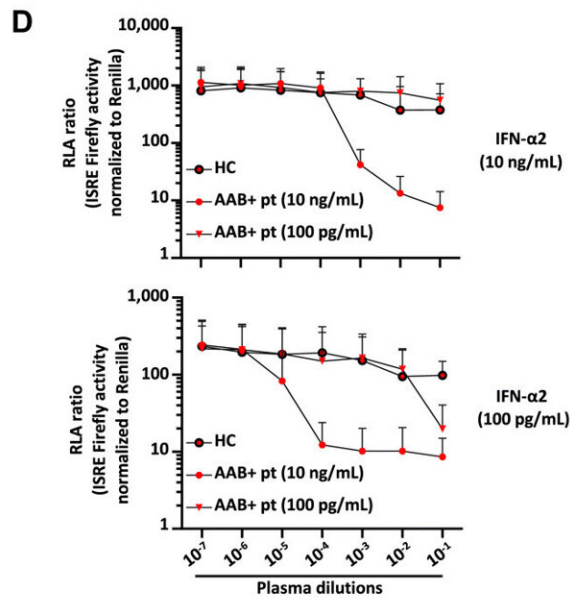 D
RLA ratio
(ISRE Firefly activity
normalized to Renilla)
10,000
1,000
100
10
1
HC
AAB+ pt (10 ng/mL)
AAB+ pt (100 pg/mL)
IFN-α2
(10 ng/mL)
RLA ratio
(ISRE Firefly activity
normalized to Renilla)
1,000
100
10
1
HC
AAB+ pt (10 ng/mL)
AAB+ pt (100 pg/mL)
IFN-α2
(100 pg/mL)
10⁻⁷ 10⁻⁶ 10⁻⁵ 10⁻⁴ 10⁻³ 10⁻² 10⁻¹
Plasma dilutions